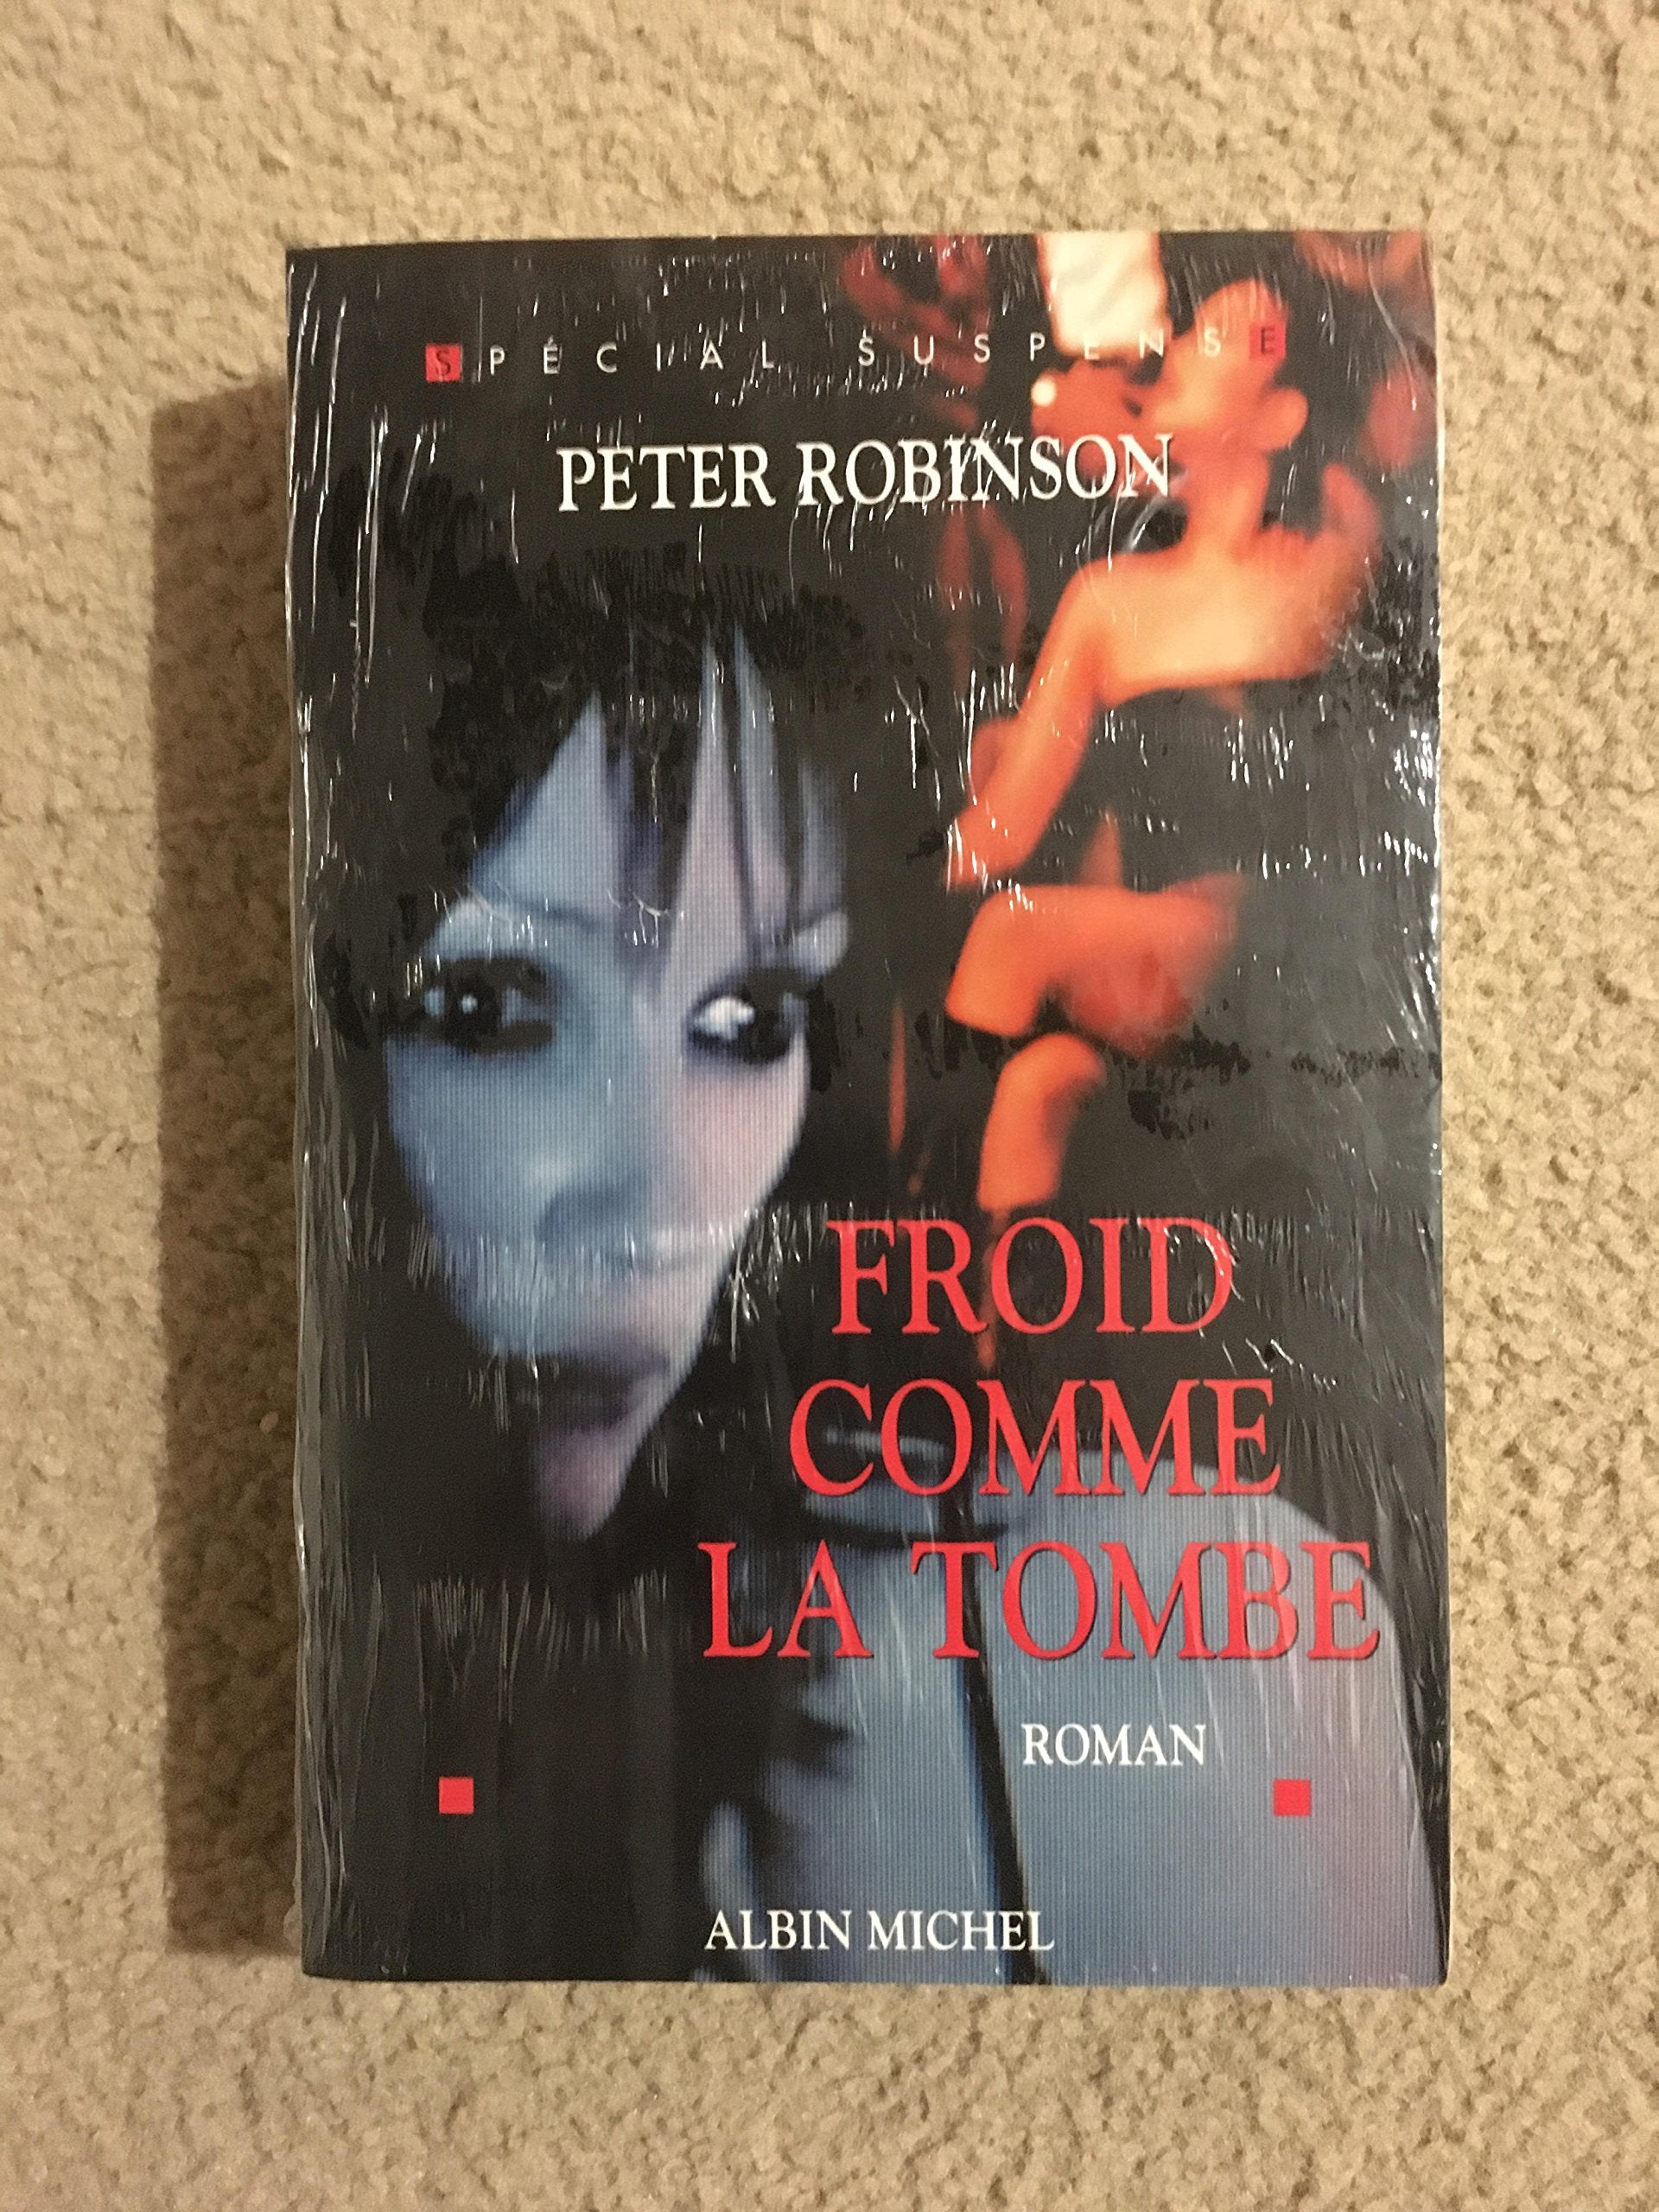 SPÉCIAL SUSPENSE
PETER ROBINSON
FROID
COMME
LA TOMBE
ROMAN
ALBIN MICHEL